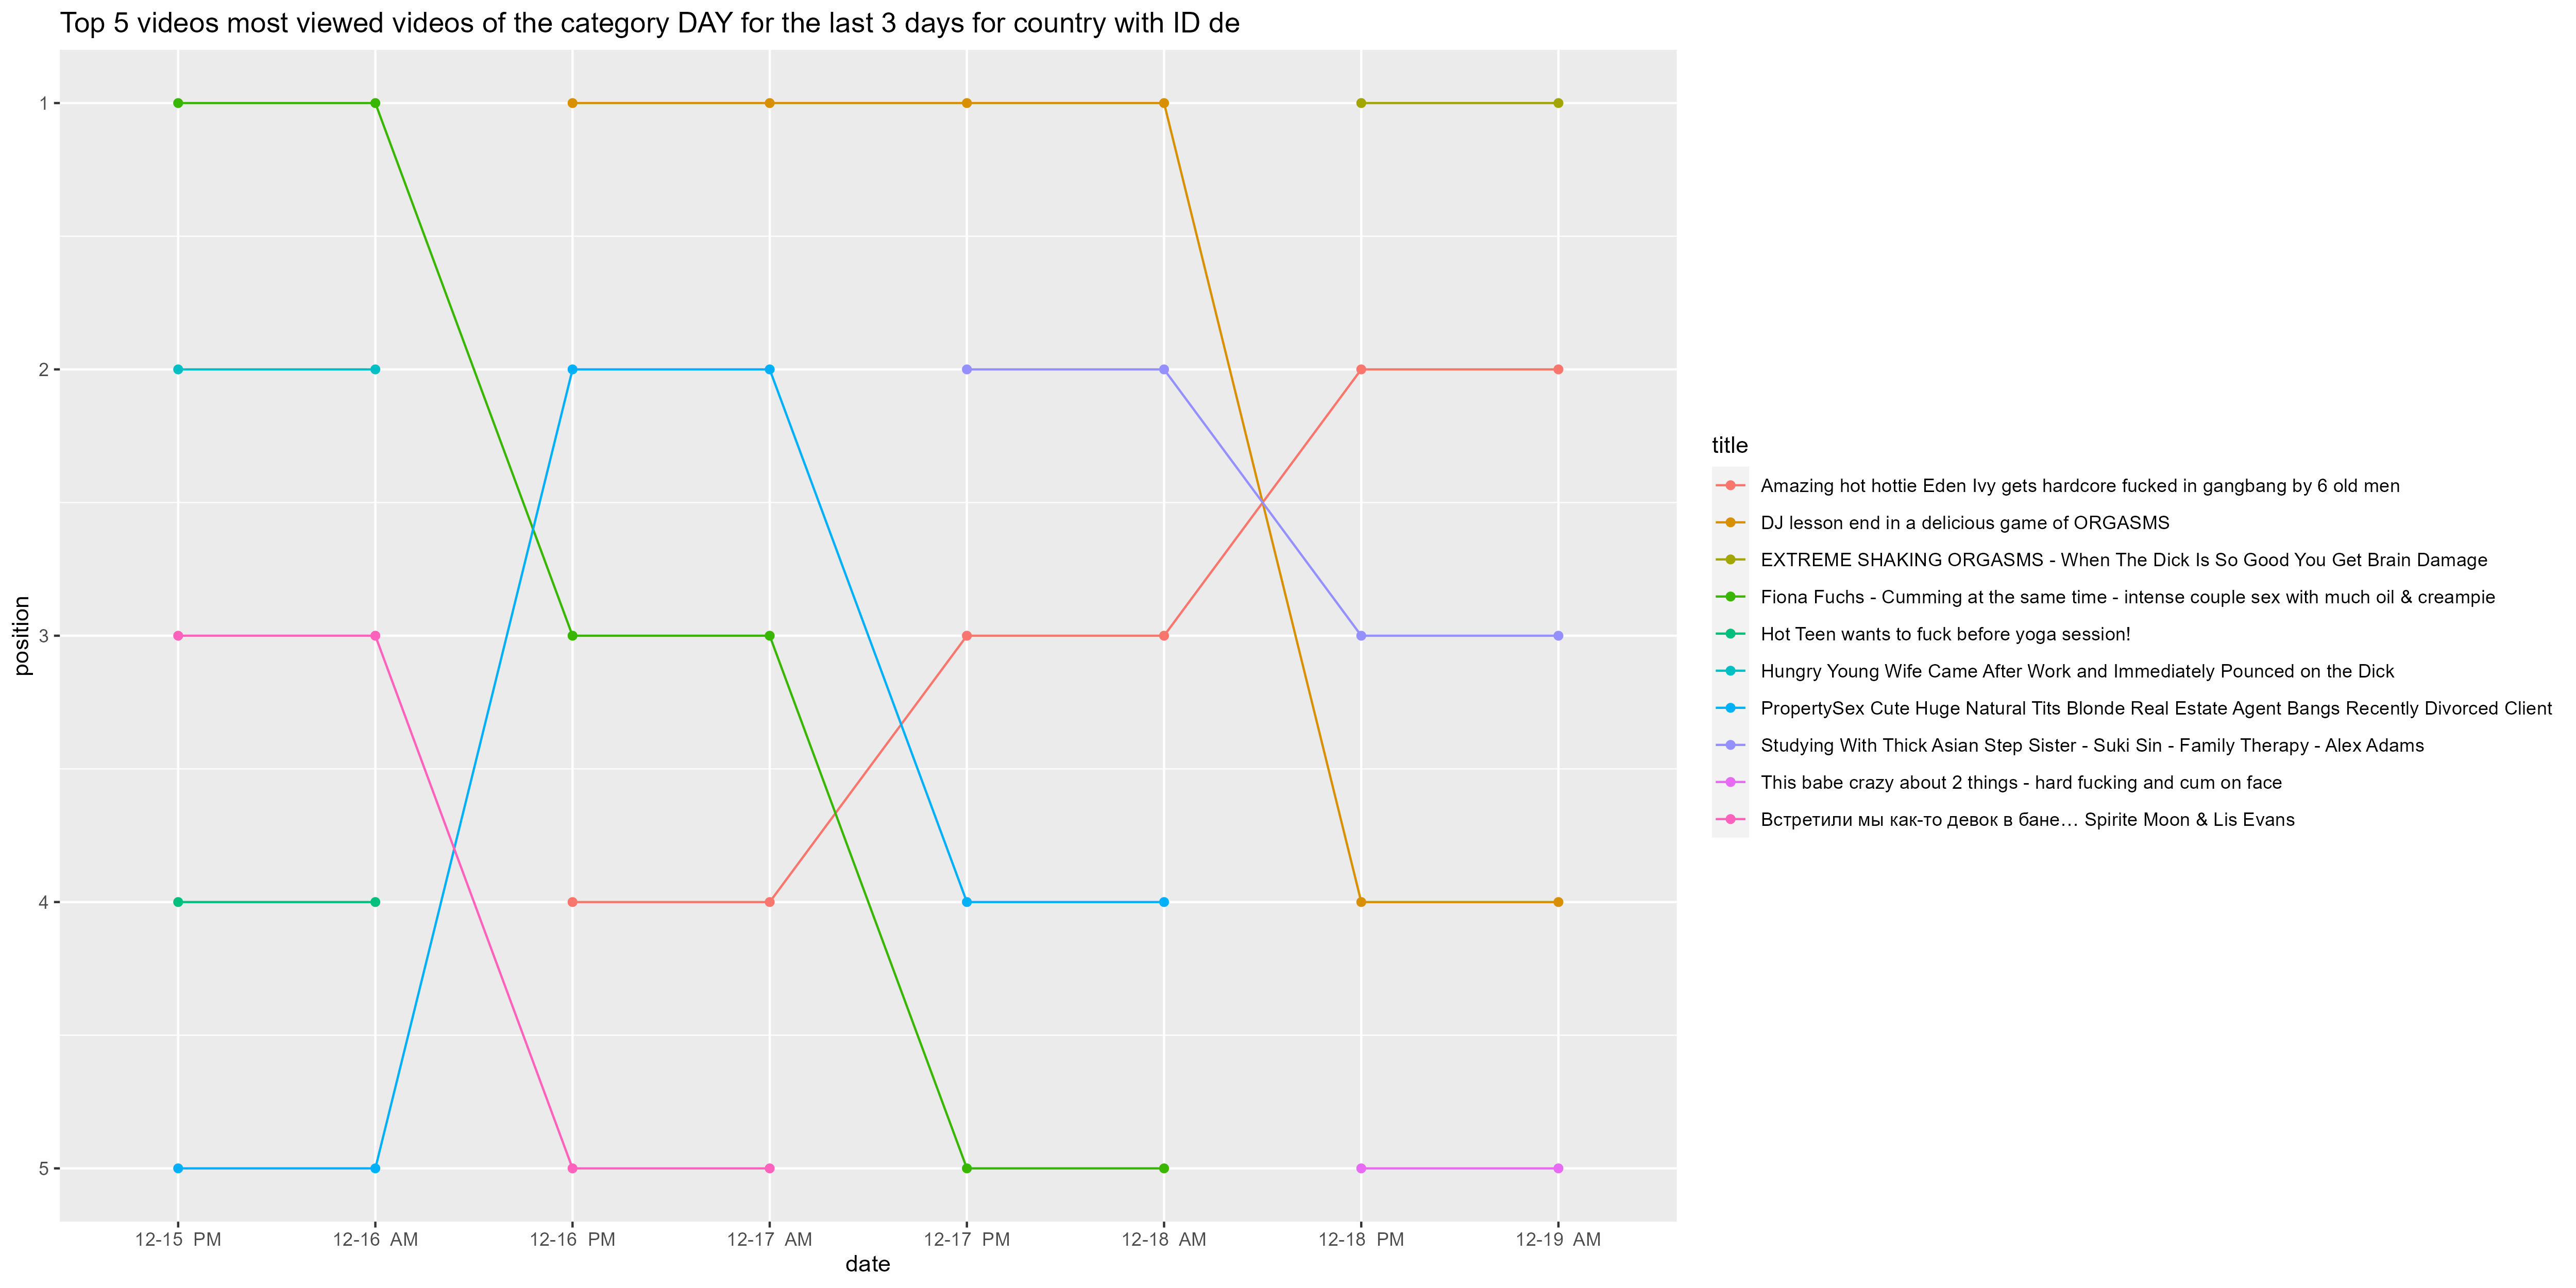 Top 5 videos most viewed videos of the category DAY for the last 3 days for country with ID de
position
1
2
3
4
5
12-15 PM
12-16 AM
12-16 PM
12-17 AM
12-17 PM
12-18 AM
12-18 PM
12-19 AM
date
title
Amazing hot hottie Eden Ivy gets hardcore fucked in gangbang by 6 old men
DJ lesson end in a delicious game of ORGASMS
EXTREME SHAKING ORGASMS - When The Dick Is So Good You Get Brain Damage
Fiona Fuchs - Cumming at the same time - intense couple sex with much oil & creampie
Hot Teen wants to fuck before yoga session!
Hungry Young Wife Came After Work and Immediately Pounced on the Dick
PropertySex Cute Huge Natural Tits Blonde Real Estate Agent Bangs Recently Divorced Client
Studying With Thick Asian Step Sister - Suki Sin - Family Therapy - Alex Adams
This babe crazy about 2 things - hard fucking and cum on face
Встретили мы как-то девок в бане… Spirite Moon & Lis Evans